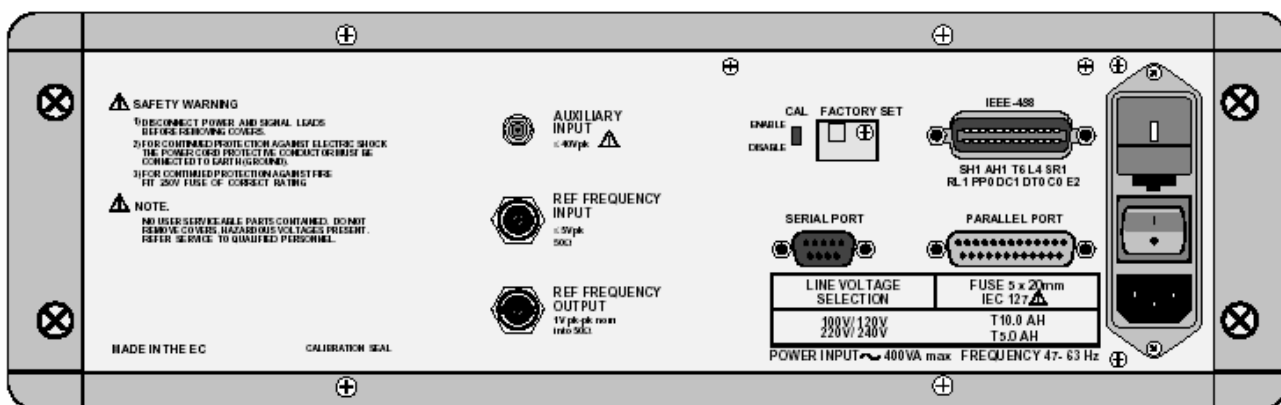 SAFETY WARNING
1) DISCONNECT POWER AND SIGNAL LEADS
BEFORE REMOVING COVERS.
2) FOR CONTINUED PROTECTION AGAINST ELECTRIC SHOCK
THE POWER CORD PROTECTIVE CONDUCTOR MUST BE
CONNECTED TO EARTH (GROUND).
3) FOR CONTINUED PROTECTION AGAINST FIRE
FIT 250V FUSE OF CORRECT RATING
NOTE.
NO USER SERVICEABLE PARTS CONTAINED. DO NOT
REMOVE COVERS, HAZARDOUS VOLTAGES PRESENT.
REFER SERVICE TO QUALIFIED PERSONNEL.
MADE IN THE EC
CALIBRATION SEAL
AUXILIARY
INPUT
≤ 40Vpk
REF FREQUENCY
INPUT
≤ 5Vpk
50Ω
REF FREQUENCY
OUTPUT
1V pk-pk nom
into 50Ω
CAL FACTORY SET
ENABLE
DISABLE
IEEE-488
SH1 AH1 T6 L4 SR1
RL1 PP0 DC1 DT0 C0 E2
SERIAL PORT
PARALLEL PORT
LINE VOLTAGE
SELECTION
FUSE 5 x 20mm
IEC 127
100V/120V
220V/240V
T10.0 AH
T5.0 AH
POWER INPUT ~ 400VA max FREQUENCY 47- 63 Hz